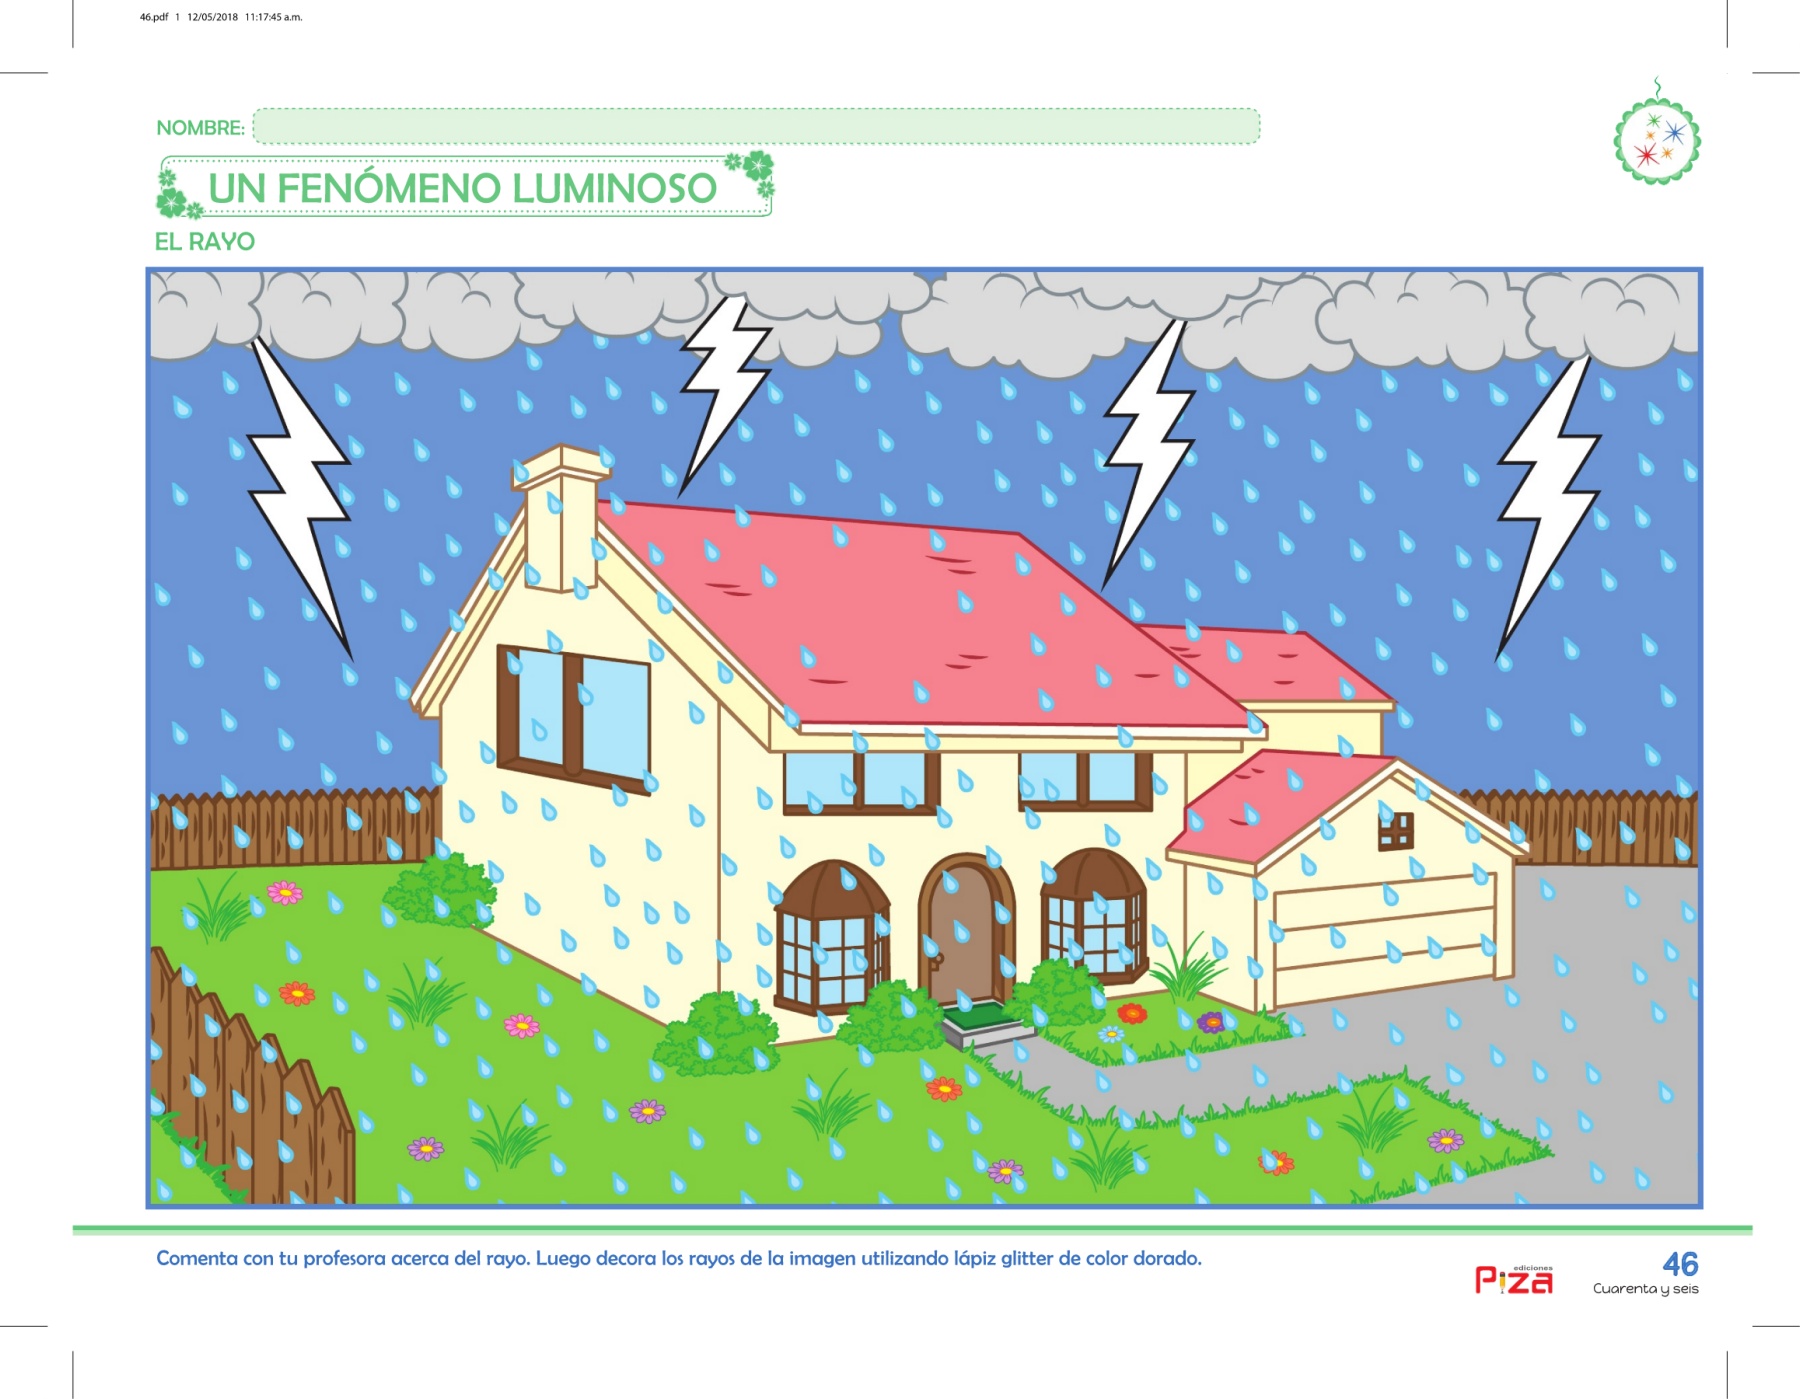 46.pdf 1 12/05/2018 11:17:45 a.m.
NOMBRE:
UN FENÓMENO LUMINOSO
EL RAYO
Comenta con tu profesora acerca del rayo. Luego decora los rayos de la imagen utilizando lápiz glitter de color dorado.
ediciones
Piza
46
Cuarenta y seis